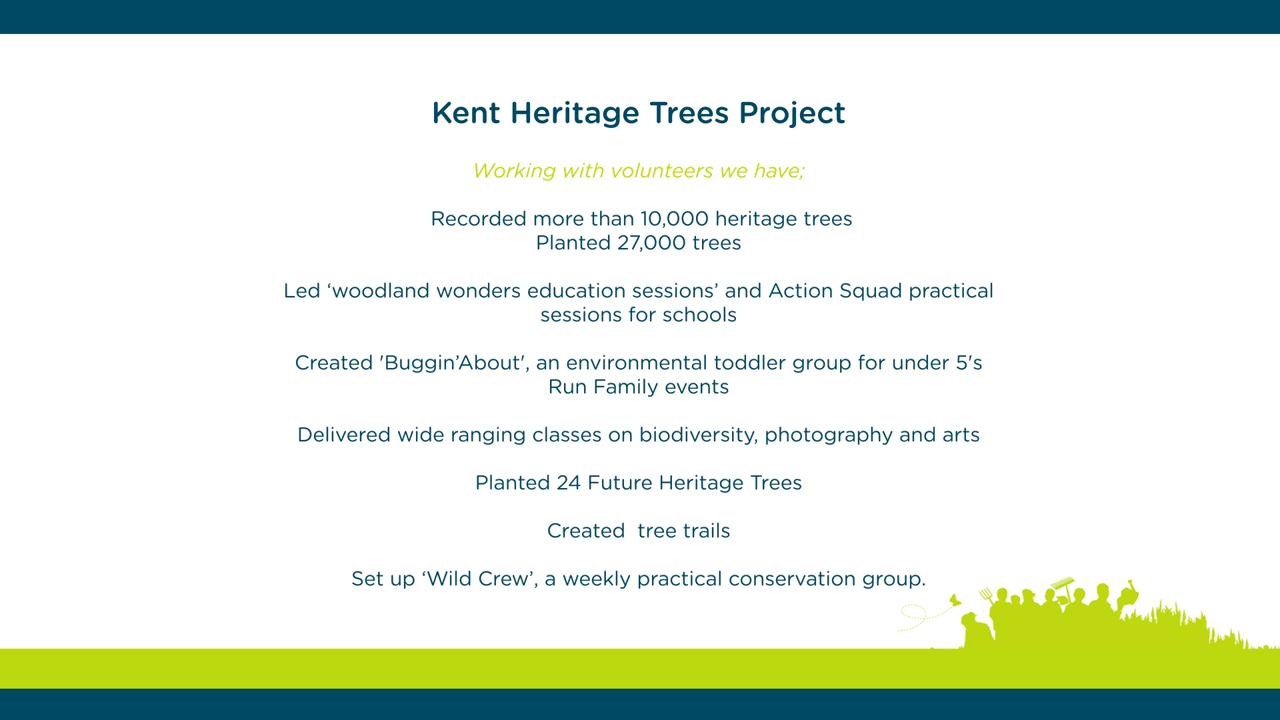 Kent Heritage Trees Project
Working with volunteers we have;
Recorded more than 10,000 heritage trees
Planted 27,000 trees
Led ‘woodland wonders education sessions’ and Action Squad practical
sessions for schools
Created 'Buggin’About', an environmental toddler group for under 5's
Run Family events
Delivered wide ranging classes on biodiversity, photography and arts
Planted 24 Future Heritage Trees
Created  tree trails
Set up ‘Wild Crew’, a weekly practical conservation group.